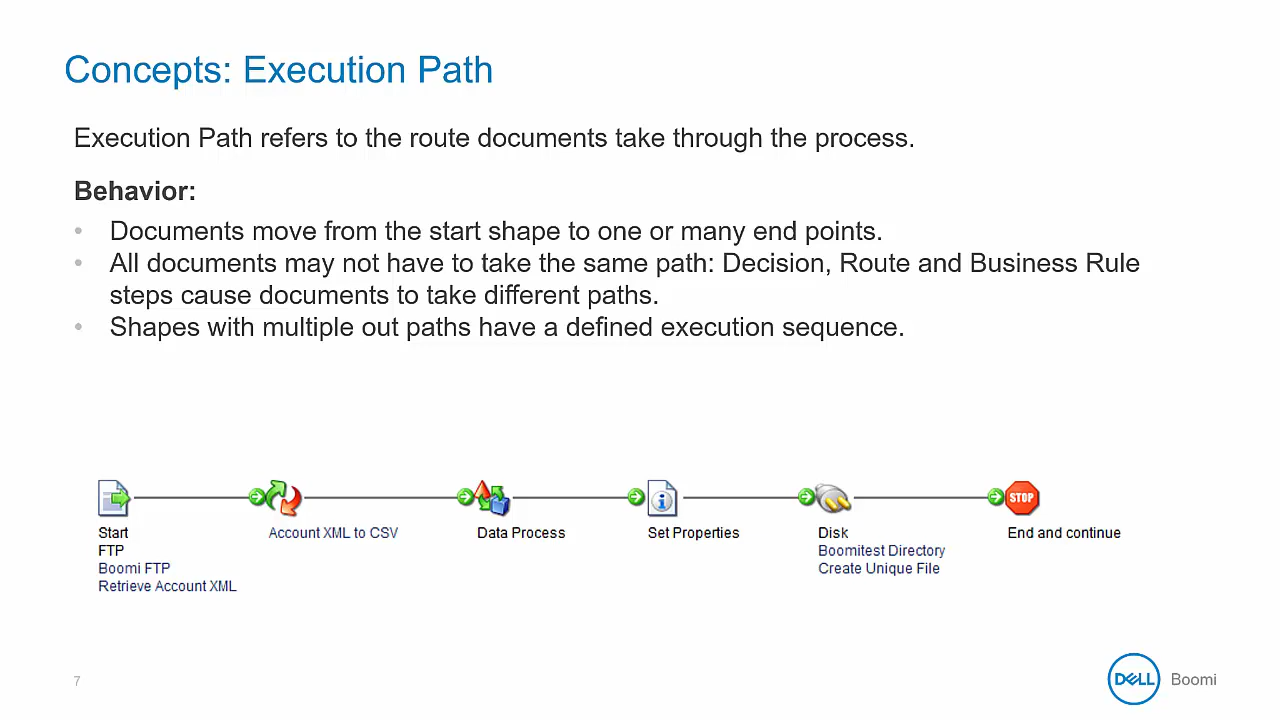 Concepts: Execution Path
Execution Path refers to the route documents take through the process.
Behavior:
• Documents move from the start shape to one or many end points.
• All documents may not have to take the same path: Decision, Route and Business Rule
steps cause documents to take different paths.
• Shapes with multiple out paths have a defined execution sequence.
STOP
Start
FTP
Boomi FTP
Retrieve Account XML
Account XML to CSV
Data Process
Set Properties
Disk
Boomitest Directory
Create Unique File
End and continue
7
DELL
Boomi